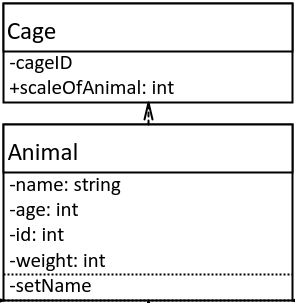 Cage
-cageID
+scaleOfAnimal: int
Animal
-name: string
-age: int
-id: int
-weight: int
-setName